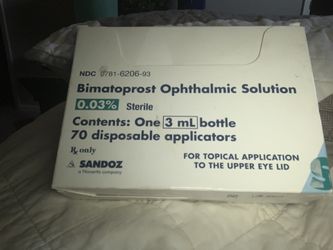 NDC 0781-6206-93
Bimatoprost Ophthalmic Solution
0.03% Sterile
Contents: One 3 mL bottle
70 disposable applicators
Rx only
SANDOZ
a Novartis company
FOR TOPICAL APPLICATION
TO THE UPPER EYE LID
S